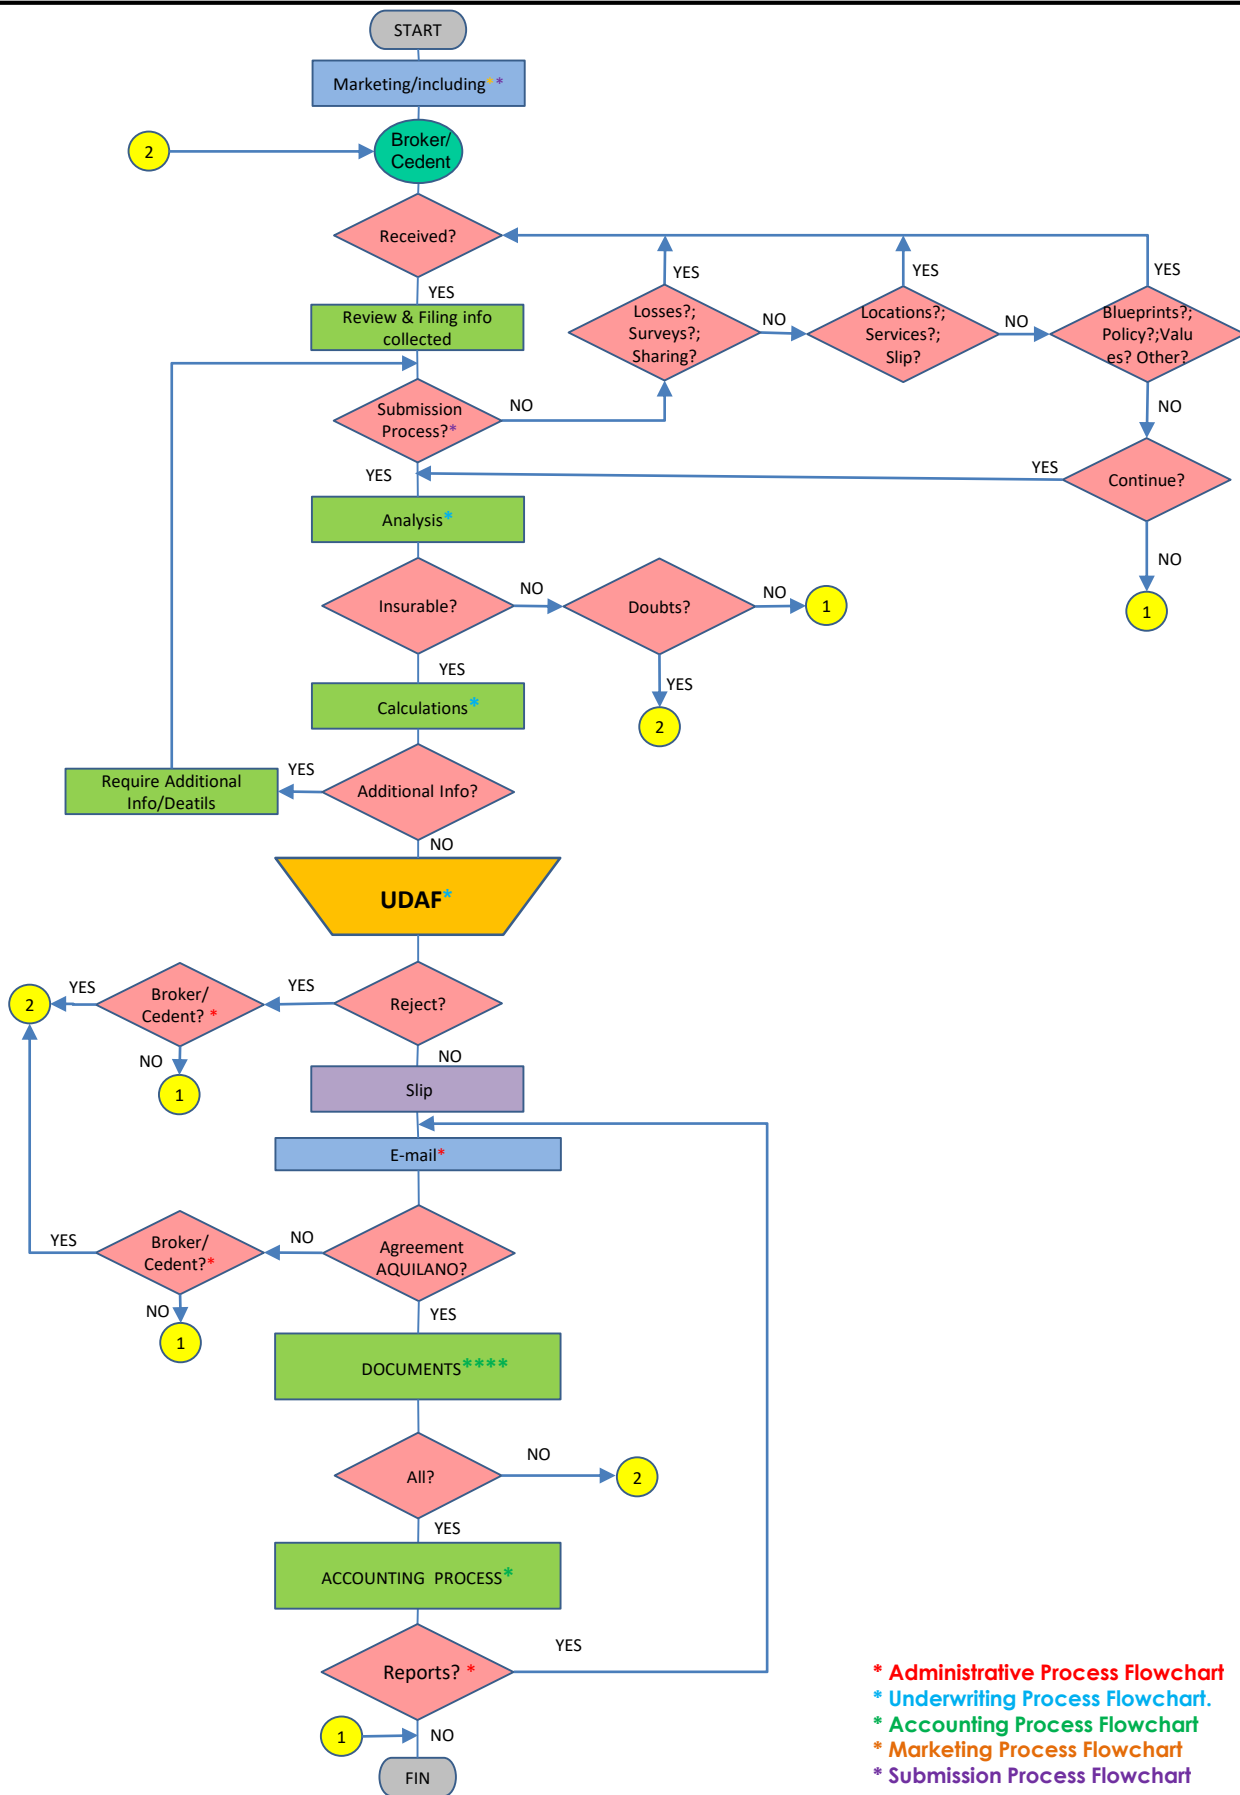 START
Marketing/including**
2
Broker/
Cedent
Received?
YES
YES
YES
YES
Review & Filing info
collected
Losses?;
Surveys?;
Sharing?
NO
Locations?;
Services?;
Slip?
NO
Blueprints?;
Policy?;Valu
es? Other?
NO
Submission
Process?*
NO
YES
YES
Continue?
Analysis*
NO
1
Insurable?
NO
Doubts?
NO
1
YES
YES
Calculations*
2
Require Additional
Info/Deatils
YES
Additional Info?
NO
UDAF*
2
YES
Broker/
Cedent? *
YES
Reject?
NO
NO
1
Slip
E-mail*
YES
Broker/
Cedent?*
NO
Agreement
AQUILANO?
NO
1
YES
DOCUMENTS****
All?
NO
2
YES
ACCOUNTING PROCESS*
Reports? *
YES
1
NO
FIN
* Administrative Process Flowchart
* Underwriting Process Flowchart.
* Accounting Process Flowchart
* Marketing Process Flowchart
* Submission Process Flowchart